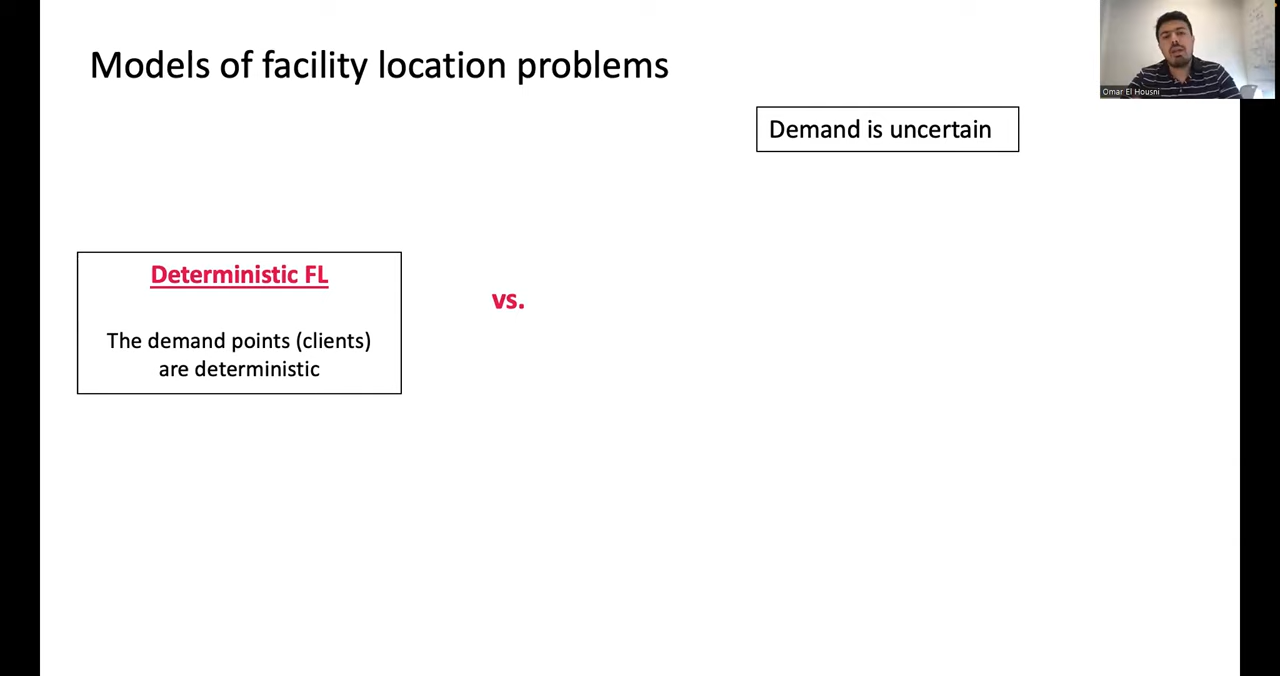 Models of facility location problems
Omar El Housni
Demand is uncertain
Deterministic FL
vs.
The demand points (clients)
are deterministic